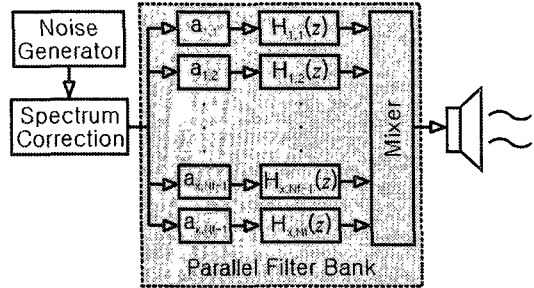 Noise
Generator
Spectrum
Correction
a₁,₁ H₁,₁(z)
a₁,₂ H₁,₂(z)
Mixer
a H (z)
a H (z)
Parallel Filter Bank